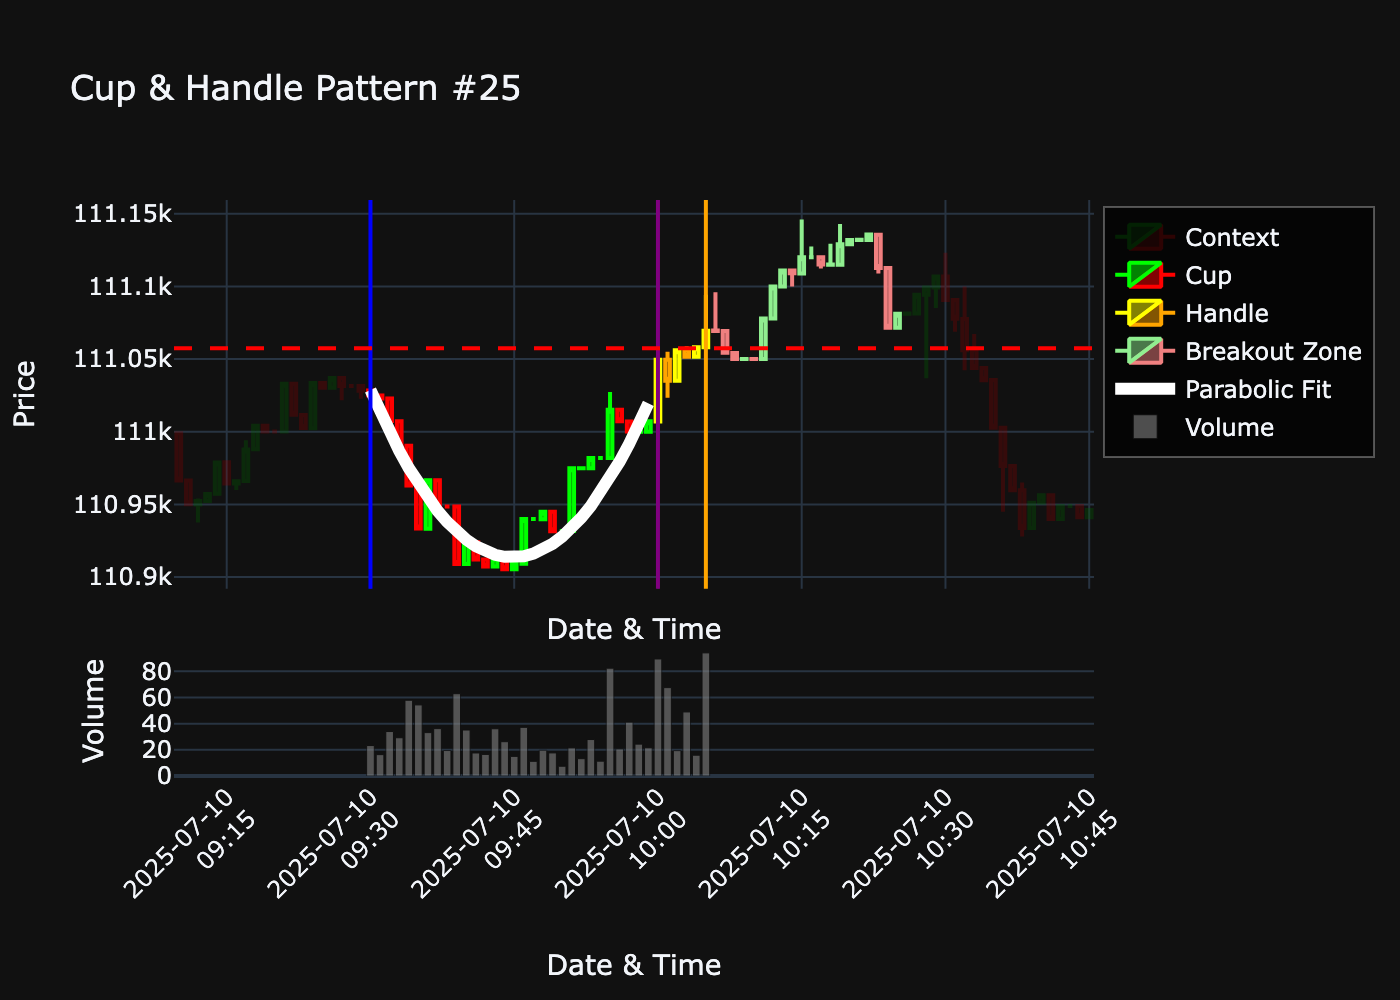 Cup & Handle Pattern #25
111.15k
111.1k
111.05k
111k
110.95k
110.9k
Price
Date & Time
Context
Cup
Handle
Breakout Zone
Parabolic Fit
Volume
80
60
40
20
0
Volume
2025-07-10
09:15
2025-07-10
09:30
2025-07-10
09:45
2025-07-10
10:00
2025-07-10
10:15
2025-07-10
10:30
2025-07-10
10:45
Date & Time